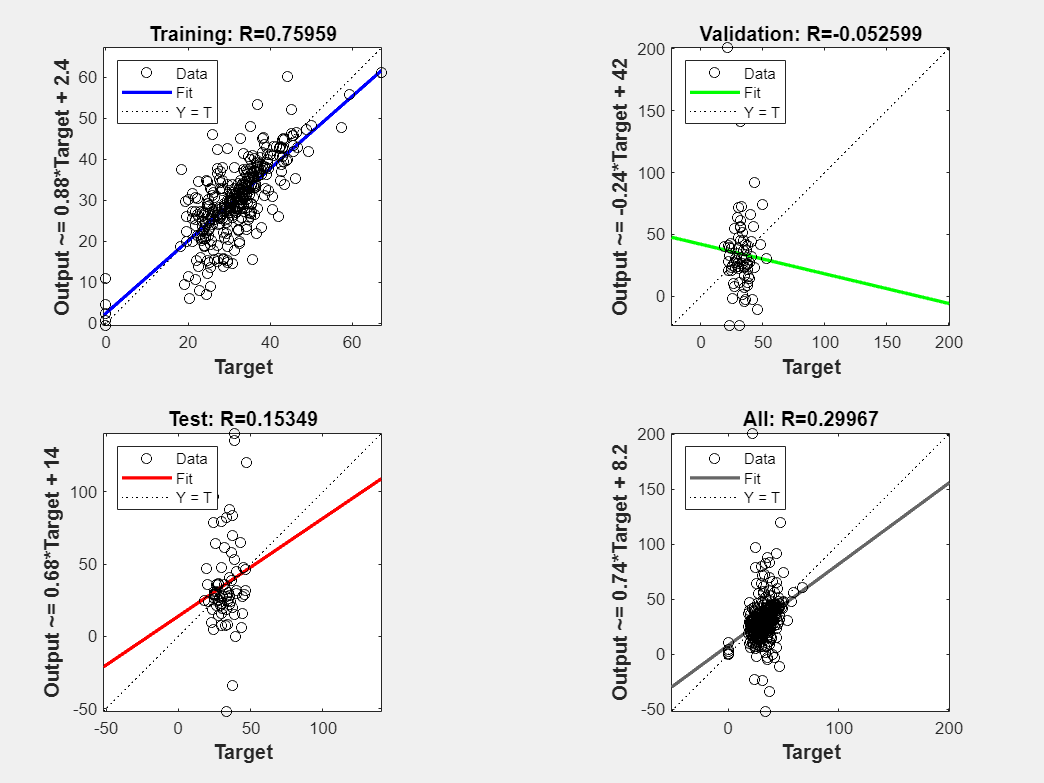 Training: R=0.75959
Output ~= 0.88*Target + 2.4
60
50
40
30
20
10
0
Data
Fit
Y = T
0
20
40
60
Target
Validation: R=-0.052599
Output ~= -0.24*Target + 42
200
150
100
50
0
Data
Fit
Y = T
0
50
100
150
200
Target
Test: R=0.15349
Output ~= 0.68*Target + 14
100
50
0
-50
Data
Fit
Y = T
-50
0
50
100
Target
All: R=0.29967
Output ~= 0.74*Target + 8.2
200
150
100
50
0
-50
Data
Fit
Y = T
0
100
200
Target